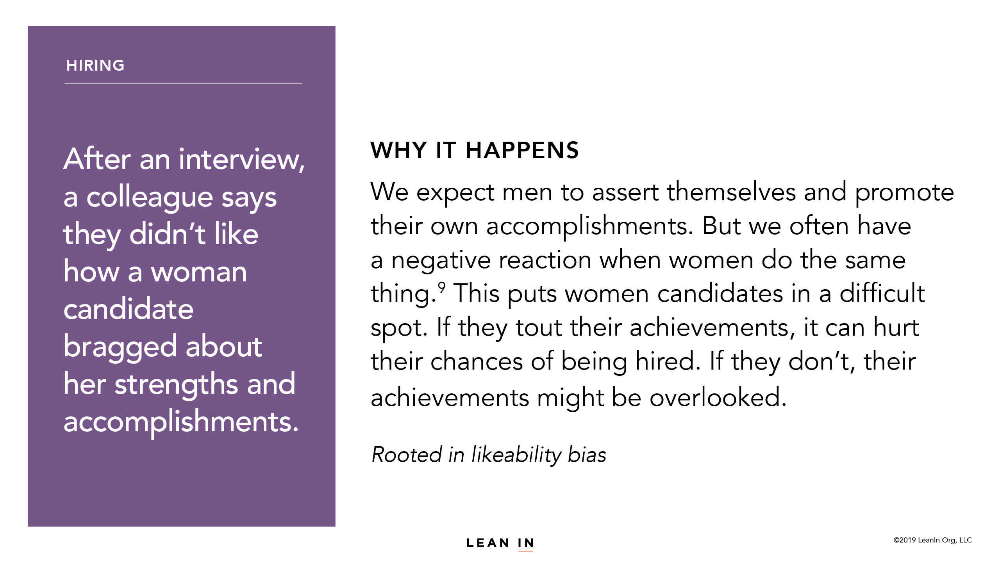 HIRING
After an interview,
a colleague says
they didn’t like
how a woman
candidate
bragged about
her strengths and
accomplishments.
WHY IT HAPPENS
We expect men to assert themselves and promote
their own accomplishments. But we often have
a negative reaction when women do the same
thing.⁹ This puts women candidates in a difficult
spot. If they tout their achievements, it can hurt
their chances of being hired. If they don’t, their
achievements might be overlooked.
Rooted in likeability bias
LEAN IN
©2019 LeanIn.Org, LLC